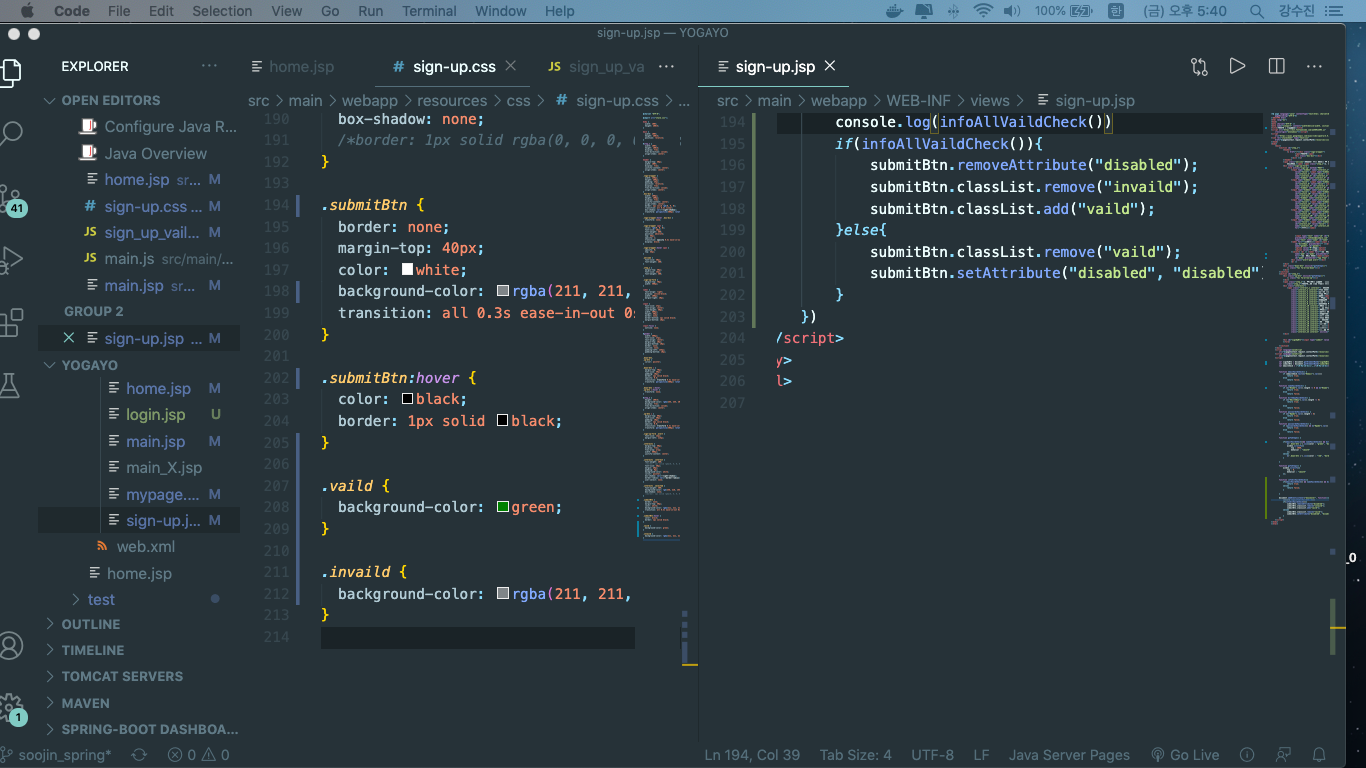 Code File Edit Selection View Go Run Terminal Window Help 100% 한 (금) 오후 5:40 강수진
sign-up.jsp — YOGAYO
EXPLORER
OPEN EDITORS
Configure Java R...
Java Overview
home.jsp sr... M
sign-up.css ... M
sign_up_vail... M
main.js src/main/...
main.jsp sr... M
GROUP 2
sign-up.jsp ... M
YOGAYO
home.jsp M
login.jsp U
main.jsp M
main_X.jsp
mypage.... M
sign-up.j... M
web.xml
home.jsp
test
OUTLINE
TIMELINE
TOMCAT SERVERS
MAVEN
SPRING-BOOT DASHBOA...
41
1
home.jsp # sign-up.css JS sign_up_va ...
src > main > webapp > resources > css > # sign-up.css > ...
190 box-shadow: none;
191 /*border: 1px solid rgba(0, 0, 0,
192 }
193
194 .submitBtn {
195 border: none;
196 margin-top: 40px;
197 color: white;
198 background-color: rgba(211, 211,
199 transition: all 0.3s ease-in-out 0s
200 }
201
202 .submitBtn:hover {
203 color: black;
204 border: 1px solid black;
205 }
206
207 .vaild {
208 background-color: green;
209 }
210
211 .invaild {
212 background-color: rgba(211, 211,
213 }
214
sign-up.jsp
src > main > webapp > WEB-INF > views > sign-up.jsp
194 console.log(infoAllVaildCheck())
195 if(infoAllVaildCheck()){
196 submitBtn.removeAttribute("disabled");
197 submitBtn.classList.remove("invaild");
198 submitBtn.classList.add("vaild");
199 }else{
200 submitBtn.classList.remove("vaild");
201 submitBtn.setAttribute("disabled", "disabled"
202 }
203 })
204 /script>
205 y>
206 l>
207
_0
soojin_spring* 0 0 Ln 194, Col 39 Tab Size: 4 UTF-8 LF Java Server Pages Go Live